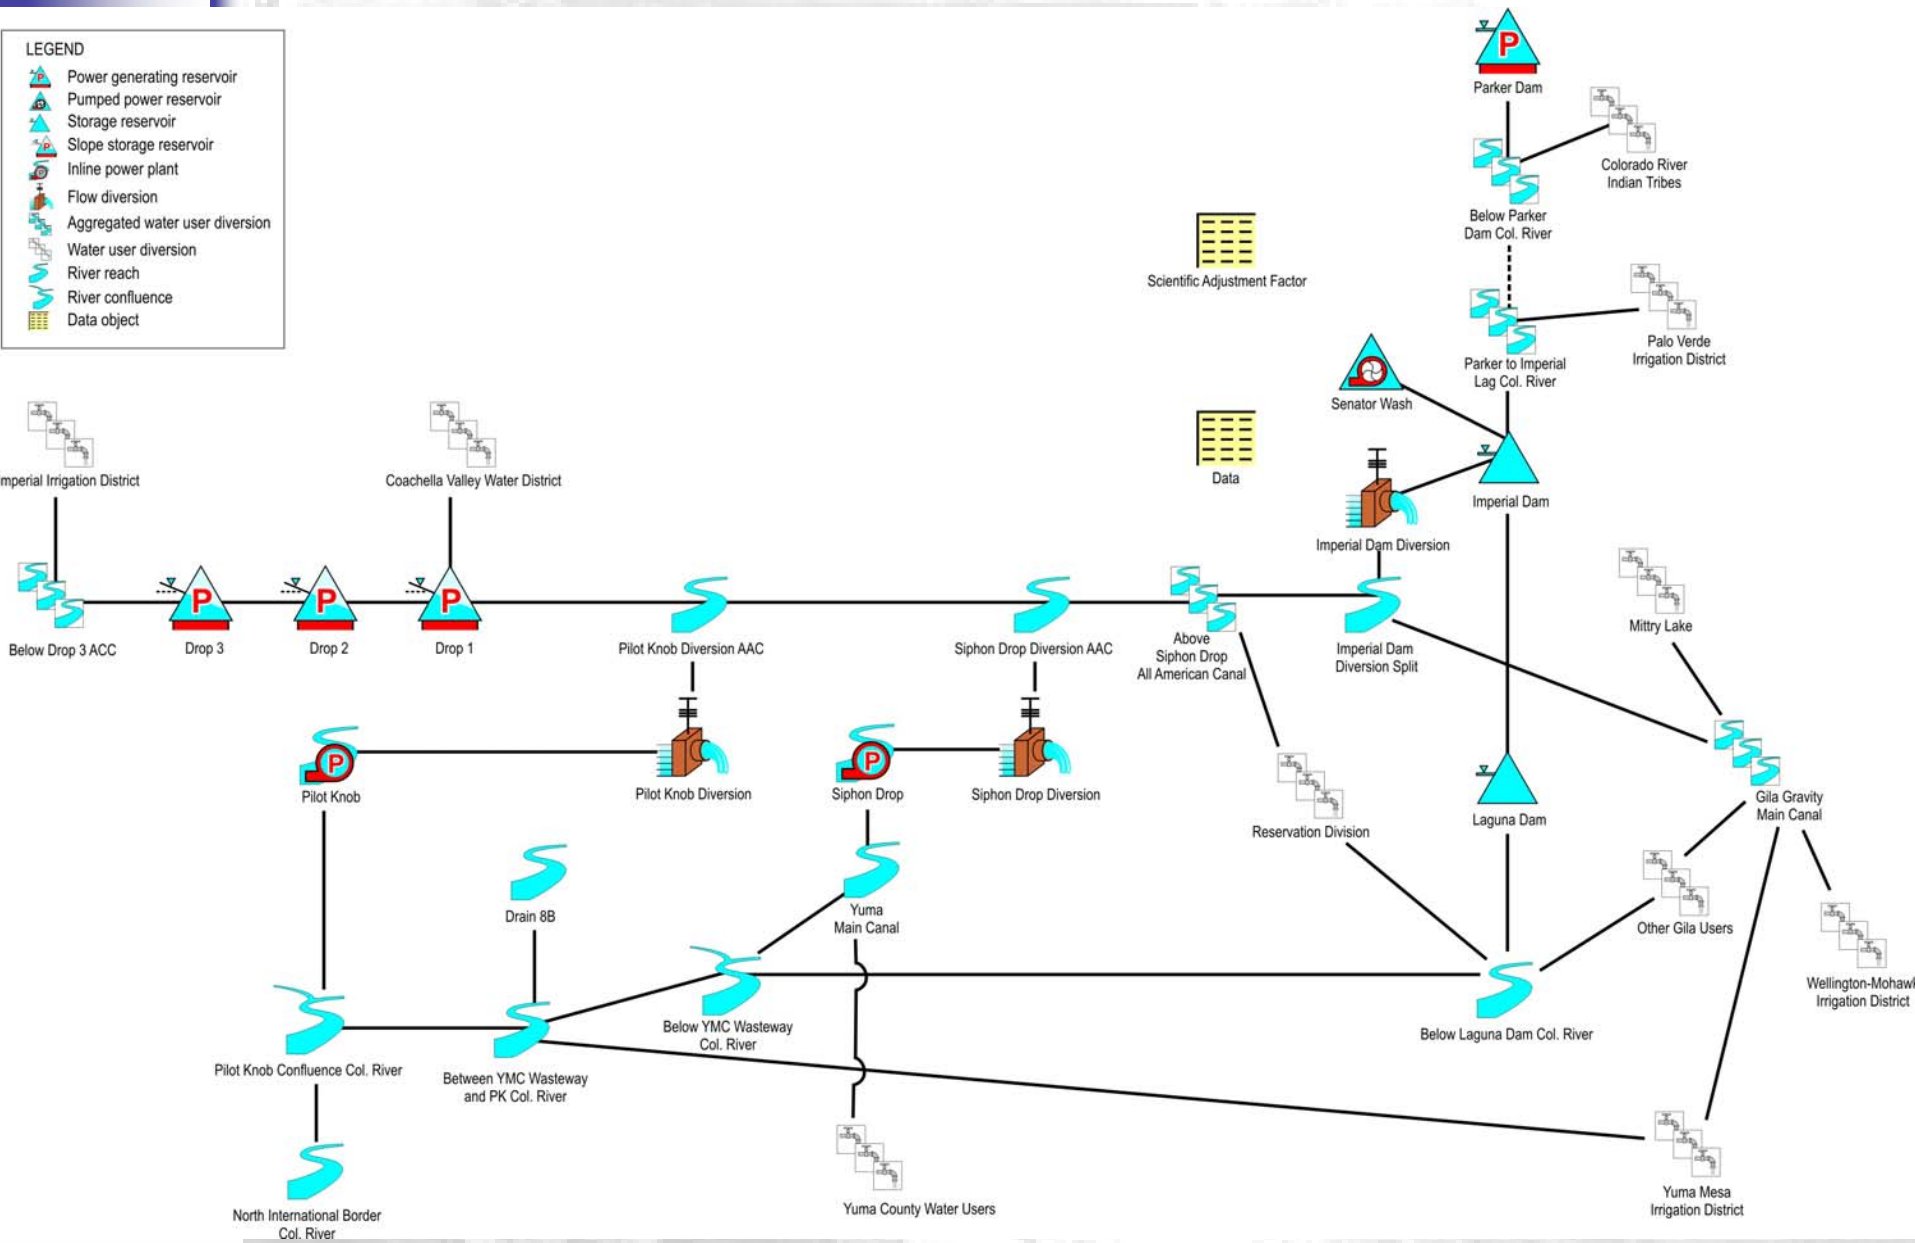 LEGEND
Power generating reservoir
Pumped power reservoir
Storage reservoir
Slope storage reservoir
Inline power plant
Flow diversion
Aggregated water user diversion
Water user diversion
River reach
River confluence
Data object
P
Parker Dam
Colorado River
Indian Tribes
Below Parker
Dam Col. River
Scientific Adjustment Factor
Palo Verde
Irrigation District
Parker to Imperial
Lag Col. River
Senator Wash
Data
Imperial Dam
Imperial Dam Diversion
mperial Irrigation District
Coachella Valley Water District
P
P
P
Below Drop 3 ACC
Drop 3
Drop 2
Drop 1
Pilot Knob Diversion AAC
Siphon Drop Diversion AAC
Above
Siphon Drop
All American Canal
Imperial Dam
Diversion Split
Mittry Lake
P
Pilot Knob
Pilot Knob Diversion
P
Siphon Drop
Siphon Drop Diversion
Reservation Division
Laguna Dam
Gila Gravity
Main Canal
Drain 8B
Yuma
Main Canal
Other Gila Users
Wellington-Mohawk
Irrigation District
Below YMC Wasteway
Col. River
Below Laguna Dam Col. River
Pilot Knob Confluence Col. River
Between YMC Wasteway
and PK Col. River
North International Border
Col. River
Yuma County Water Users
Yuma Mesa
Irrigation District